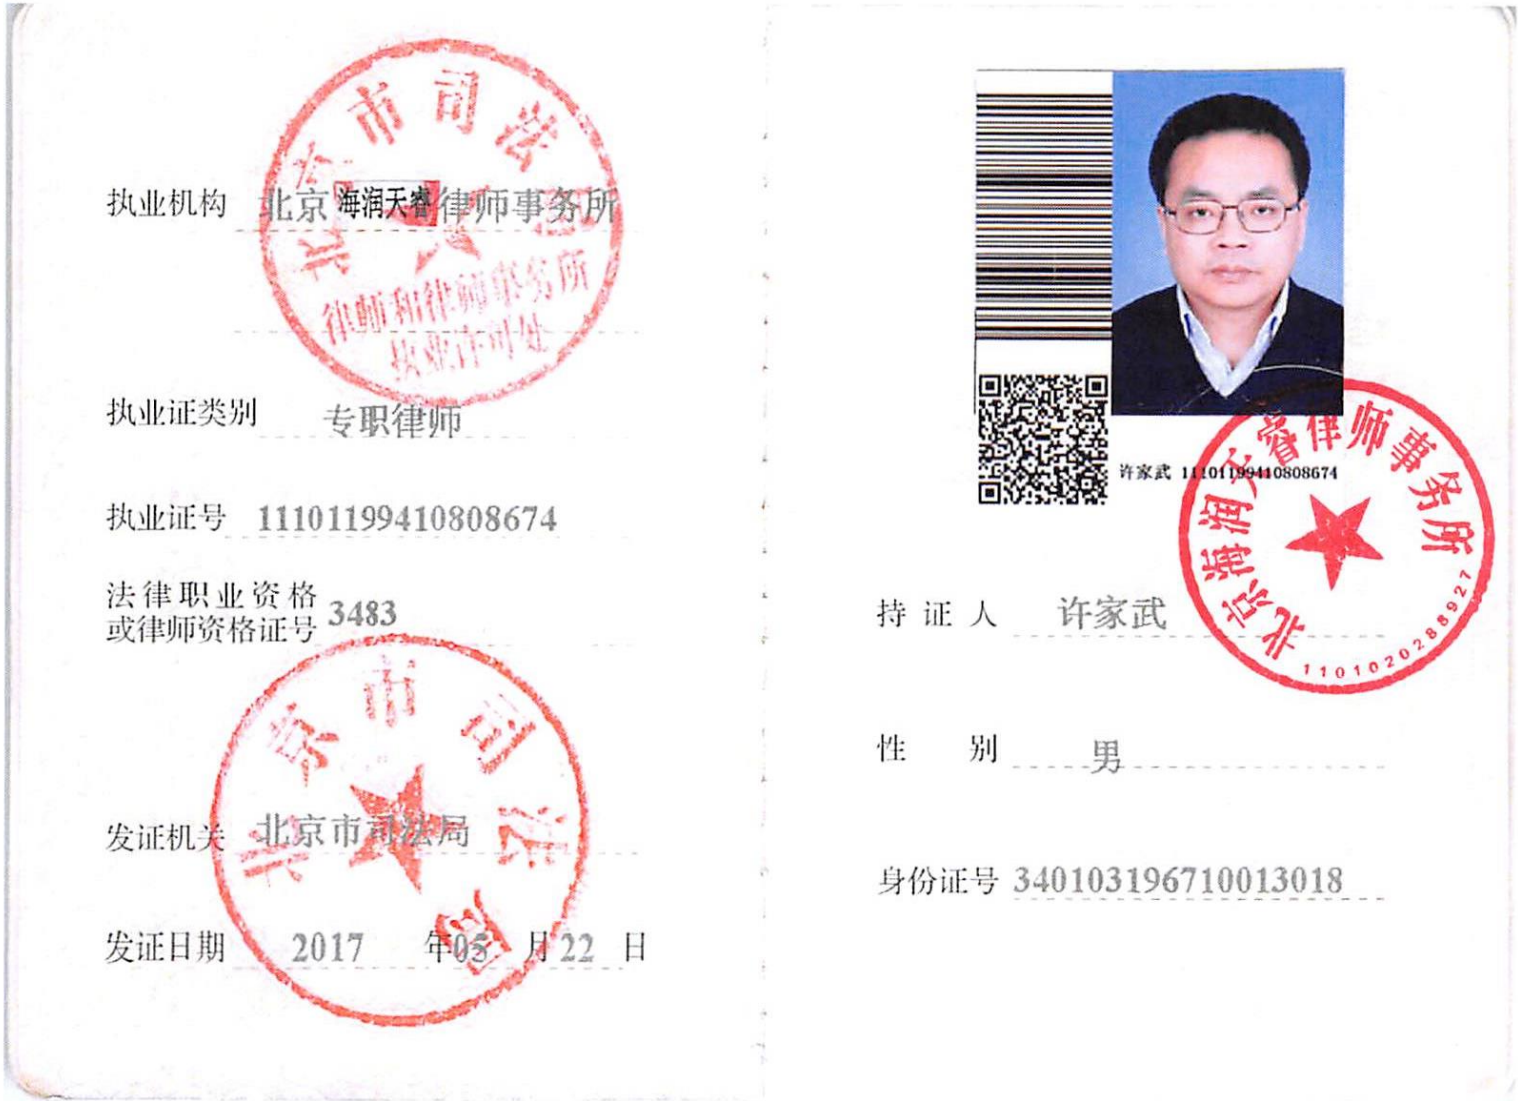 北京市司法局
律师和律师事务所
执业许可处
执业机构 北京海润天睿律师事务所
执业证类别 专职律师
执业证号 11101199410808674
法律职业资格
或律师资格证号 3483
北京市司法局
发证机关 北京市司法局
发证日期 2017 年 05 月 22 日
许家武 11101199410808674
北京海润天睿律师事务所
1101020288927
持证人 许家武
性别 男
身份证号 340103196710013018